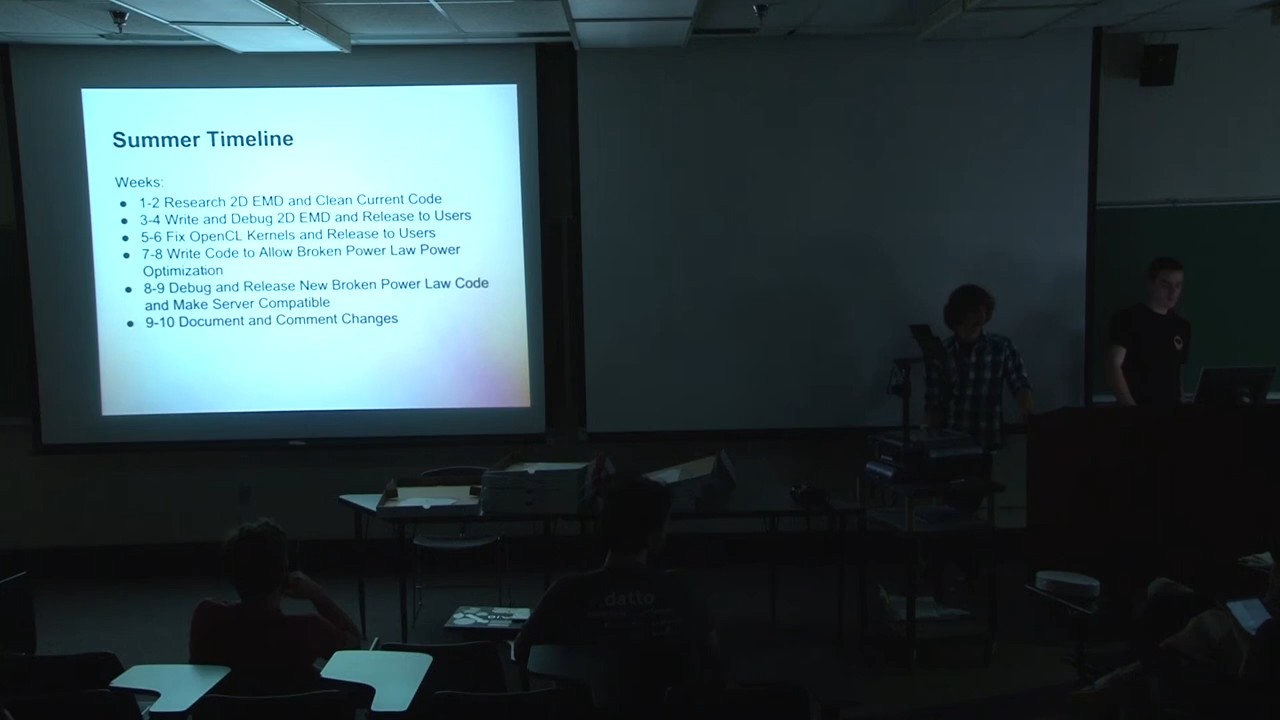 Summer Timeline
Weeks:
● 1-2 Research 2D EMD and Clean Current Code
● 3-4 Write and Debug 2D EMD and Release to Users
● 5-6 Fix OpenCL Kernels and Release to Users
● 7-8 Write Code to Allow Broken Power Law Power
Optimization
● 8-9 Debug and Release New Broken Power Law Code
and Make Server Compatible
● 9-10 Document and Comment Changes
datto